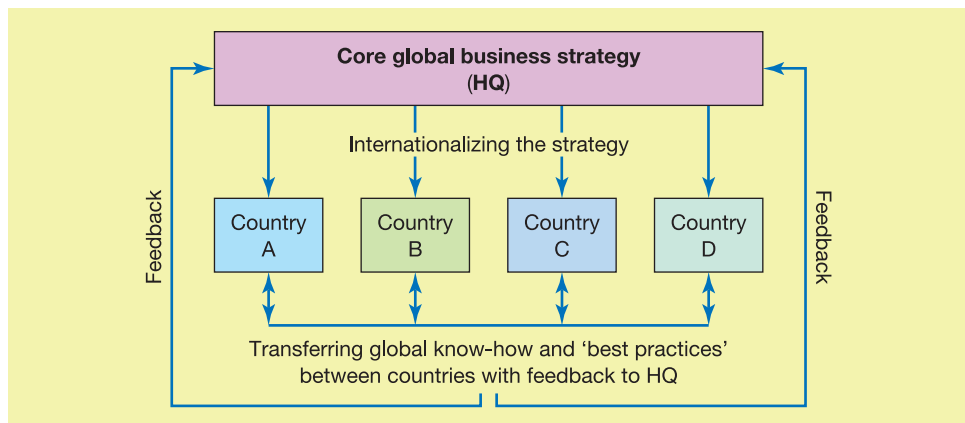 Core global business strategy
(HQ)
Internationalizing the strategy
Feedback
Country
A
Country
B
Country
C
Country
D
Feedback
Transferring global know-how and ‘best practices’
between countries with feedback to HQ